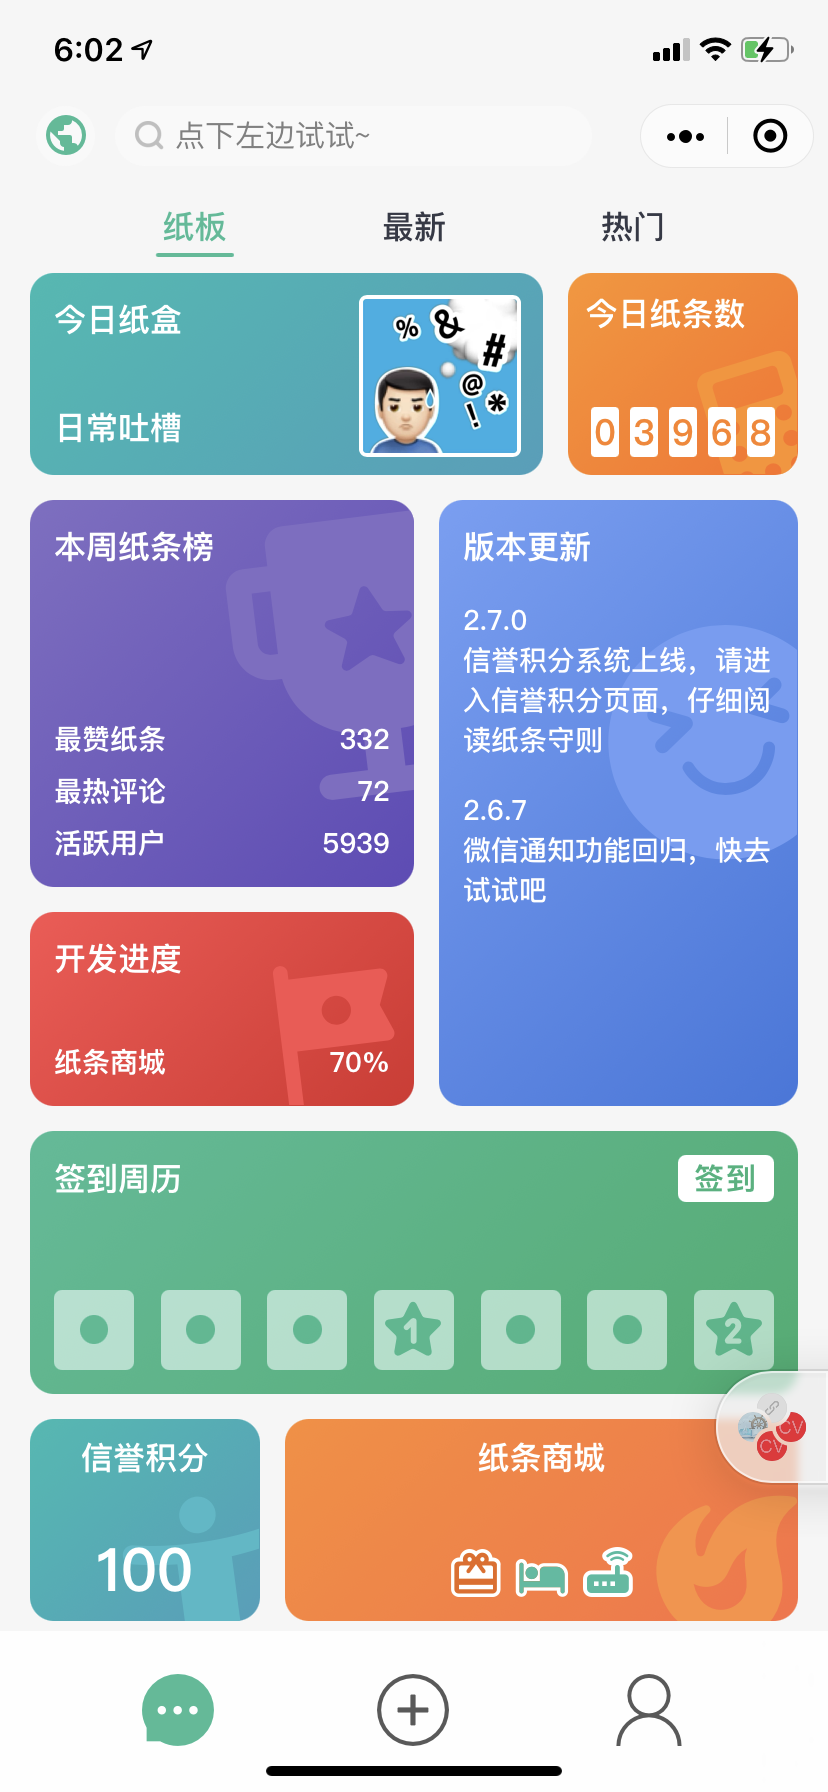 6:02
点下左边试试~
纸板
最新
热门
今日纸盒
日常吐槽
% & # @ ! *
今日纸条数
03968
本周纸条榜
最赞纸条 332
最热评论 72
活跃用户 5939
版本更新
2.7.0
信誉积分系统上线，请进
入信誉积分页面，仔细阅
读纸条守则
2.6.7
微信通知功能回归，快去
试试吧
开发进度
纸条商城 70%
签到周历
签到
1
2
CV
CV
信誉积分
100
纸条商城